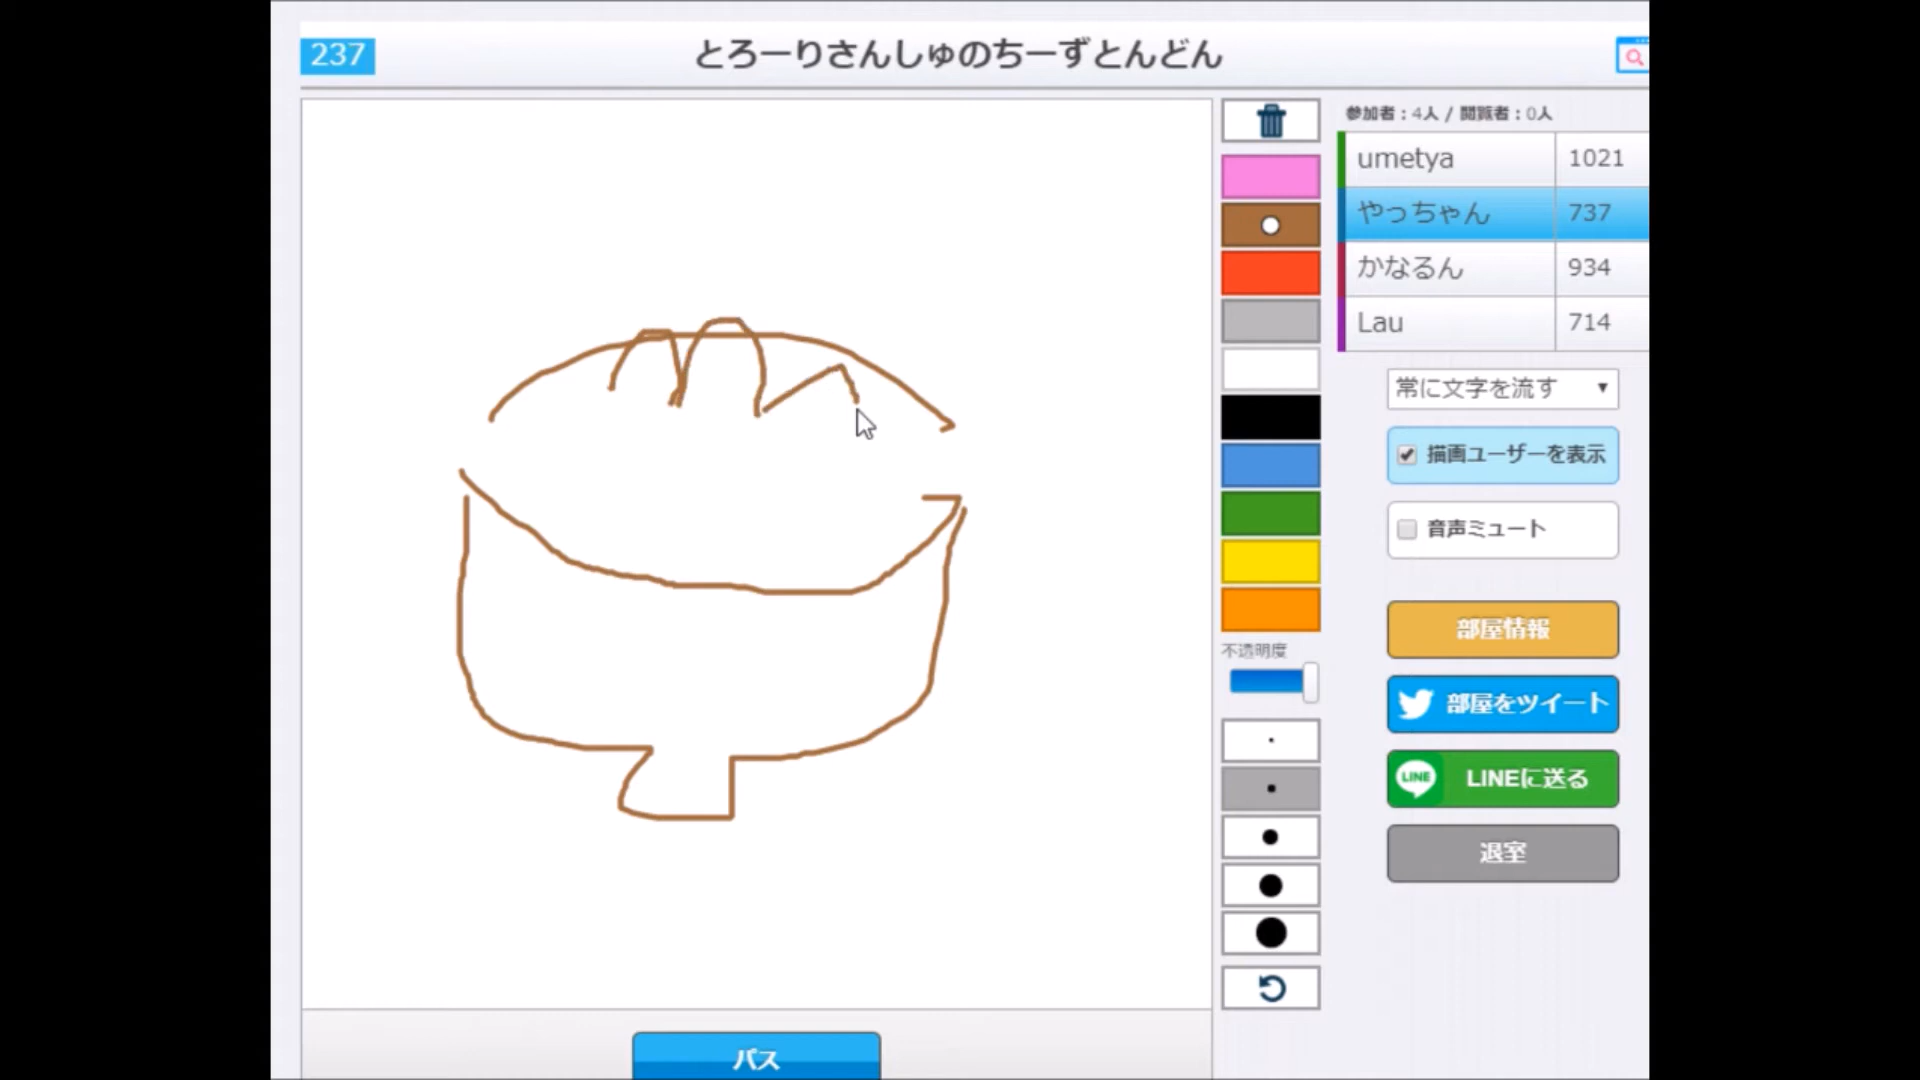 237
とろーりさんしゅのちーずとんどん
参加者：4人 / 閲覧者：0人
umetya 1021
やっちゃん 737
かなるん 934
Lau 714
常に文字を流す ▼
描画ユーザーを表示
音声ミュート
不透明度
部屋情報
部屋をツイート
LINE LINEに送る
退室
パス